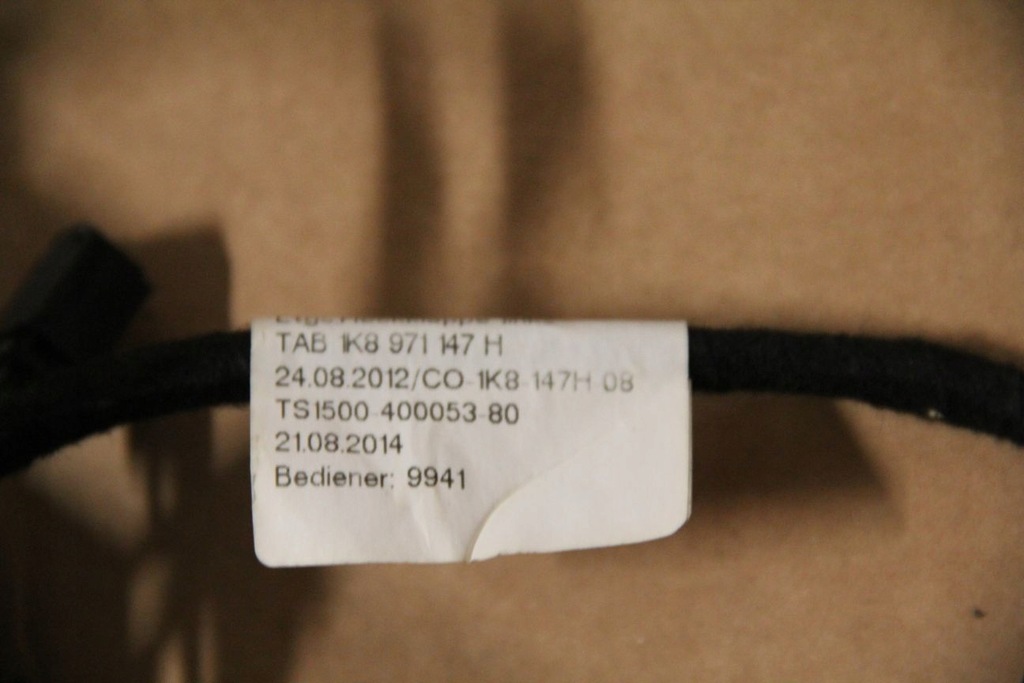 TAB 1K8 971 147 H
24.08.2012/CO-1K8-147H-08
TS1500-400053-80
21.08.2014
Bediener: 9941